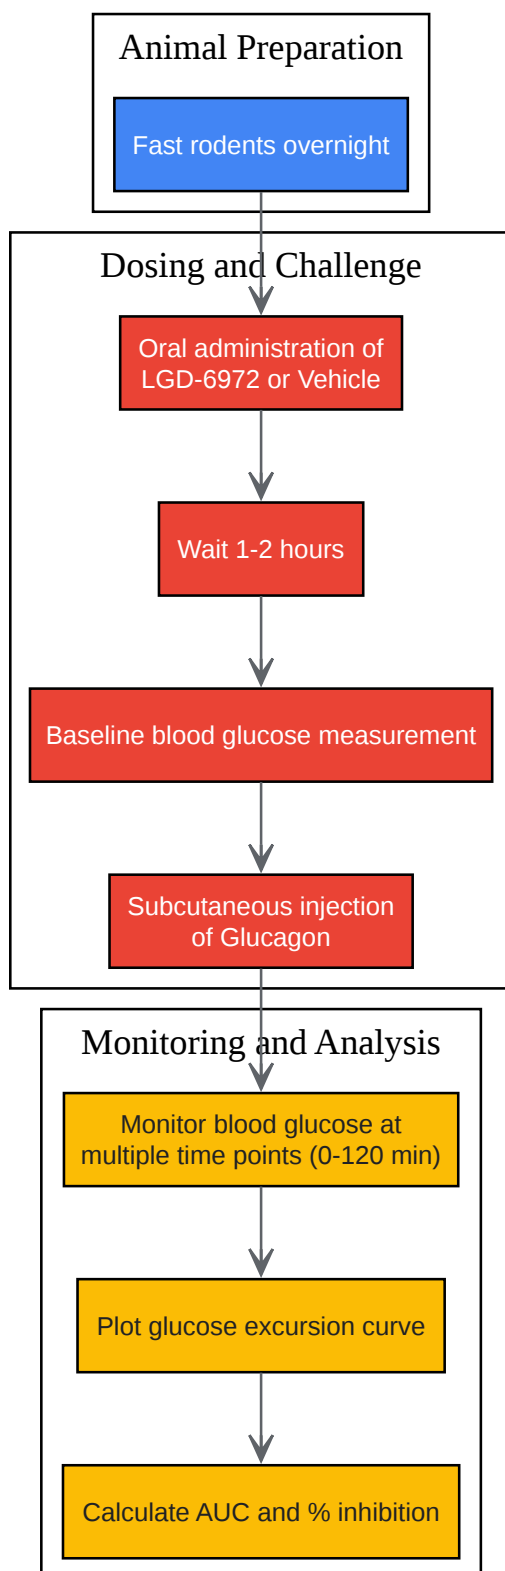 Animal Preparation
Fast rodents overnight
Dosing and Challenge
Oral administration of
LGD-6972 or Vehicle
Wait 1-2 hours
Baseline blood glucose measurement
Subcutaneous injection
of Glucagon
Monitoring and Analysis
Monitor blood glucose at
multiple time points (0-120 min)
Plot glucose excursion curve
Calculate AUC and % inhibition